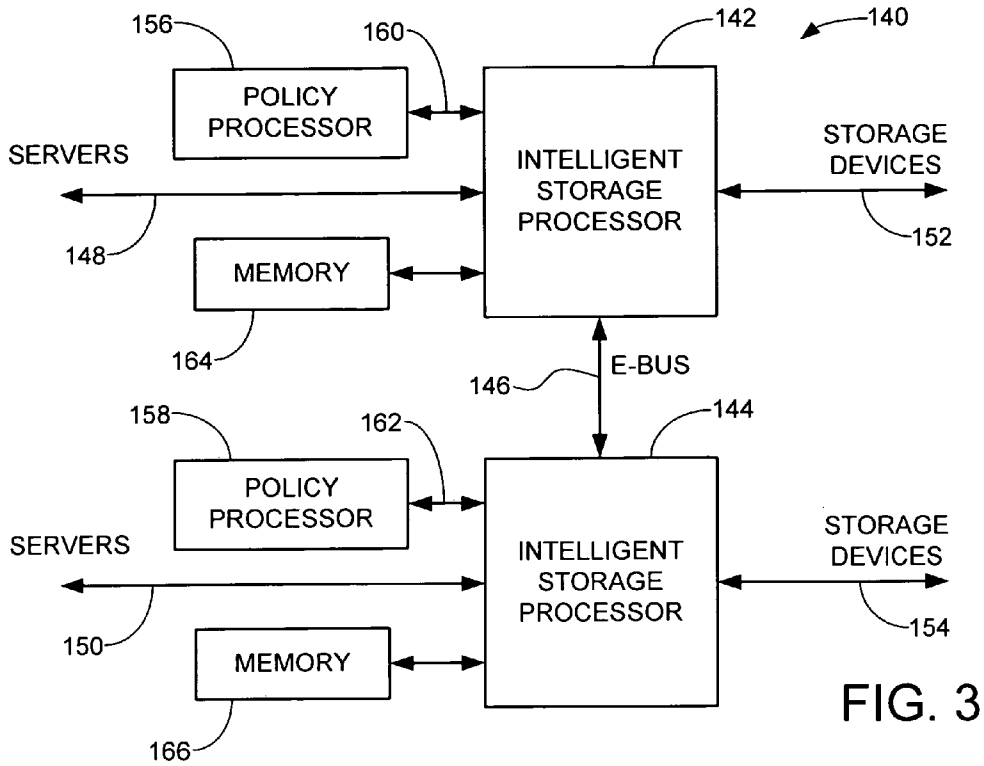 156
160
142
140
POLICY
PROCESSOR
SERVERS
INTELLIGENT
STORAGE
PROCESSOR
STORAGE
DEVICES
148
152
MEMORY
164
146
E-BUS
158
162
144
POLICY
PROCESSOR
SERVERS
INTELLIGENT
STORAGE
PROCESSOR
STORAGE
DEVICES
150
154
MEMORY
166
FIG. 3